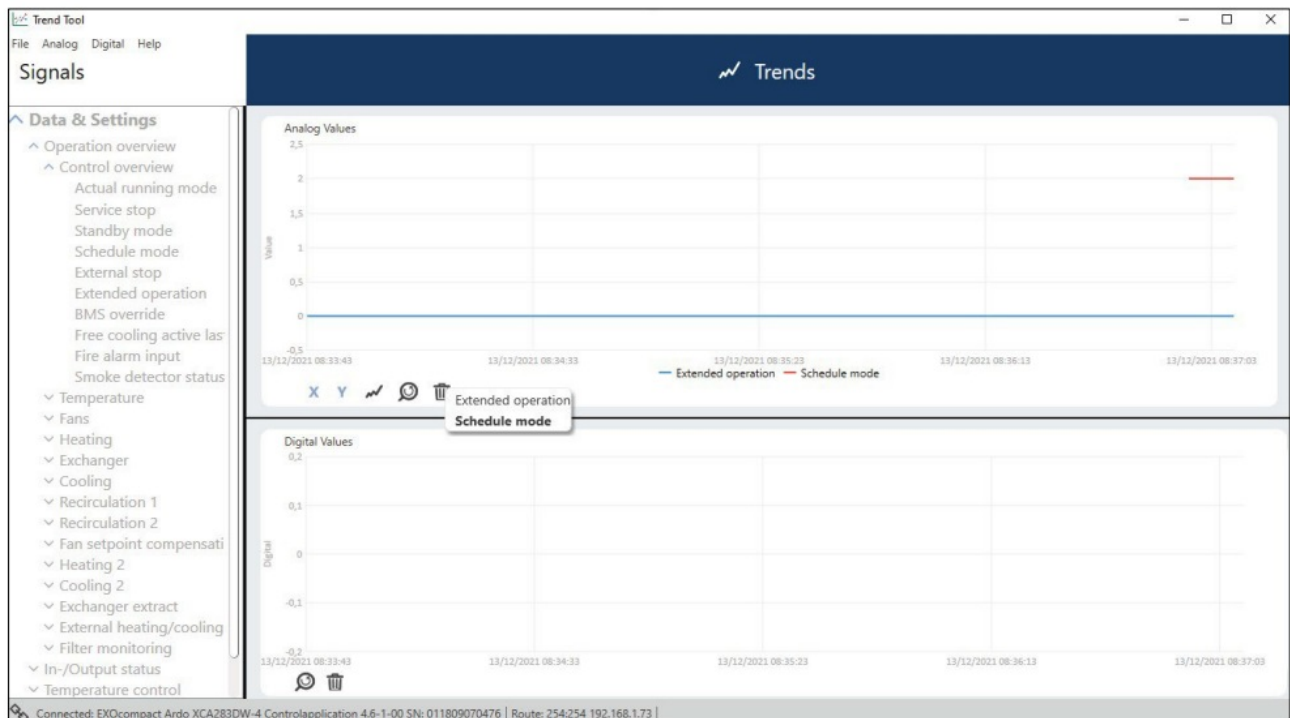 Trend Tool
File Analog Digital Help
Signals
Trends
Data & Settings
Operation overview
Control overview
Actual running mode
Service stop
Standby mode
Schedule mode
External stop
Extended operation
BMS override
Free cooling active las
Fire alarm input
Smoke detector status
Temperature
Fans
Heating
Exchanger
Cooling
Recirculation 1
Recirculation 2
Fan setpoint compensati
Heating 2
Cooling 2
Exchanger extract
External heating/cooling
Filter monitoring
In-/Output status
Temperature control
Analog Values
2,5
2
1,5
1
0,5
0
-0,5
Value
13/12/2021 08:33:43 13/12/2021 08:34:33 13/12/2021 08:35:23 13/12/2021 08:36:13 13/12/2021 08:37:03
Extended operation Schedule mode
X Y
Extended operation
Schedule mode
Digital Values
0,2
0,1
0
-0,1
-0,2
Digital
13/12/2021 08:33:43 13/12/2021 08:34:33 13/12/2021 08:35:23 13/12/2021 08:36:13 13/12/2021 08:37:03
Connected: EXOcompact Ardo XCA283DW-4 Controlapplication 4.6-1-00 SN: 011809070476 | Route: 254:254 192.168.1.73 |